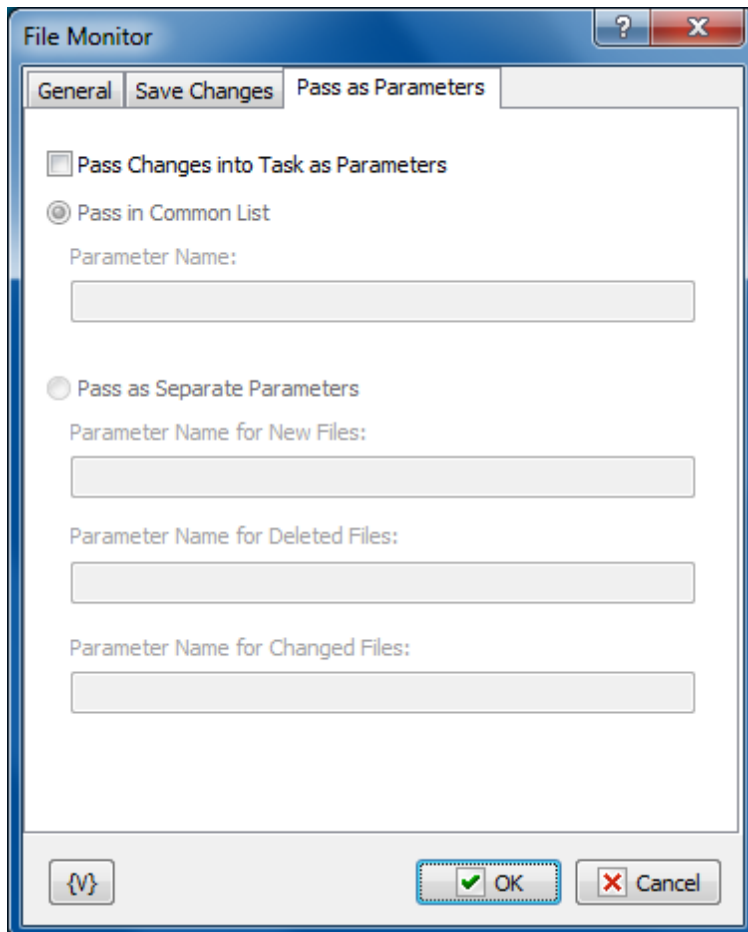 File Monitor
?
General Save Changes Pass as Parameters
Pass Changes into Task as Parameters
Pass in Common List
Parameter Name:
Pass as Separate Parameters
Parameter Name for New Files:
Parameter Name for Deleted Files:
Parameter Name for Changed Files:
{V} OK Cancel